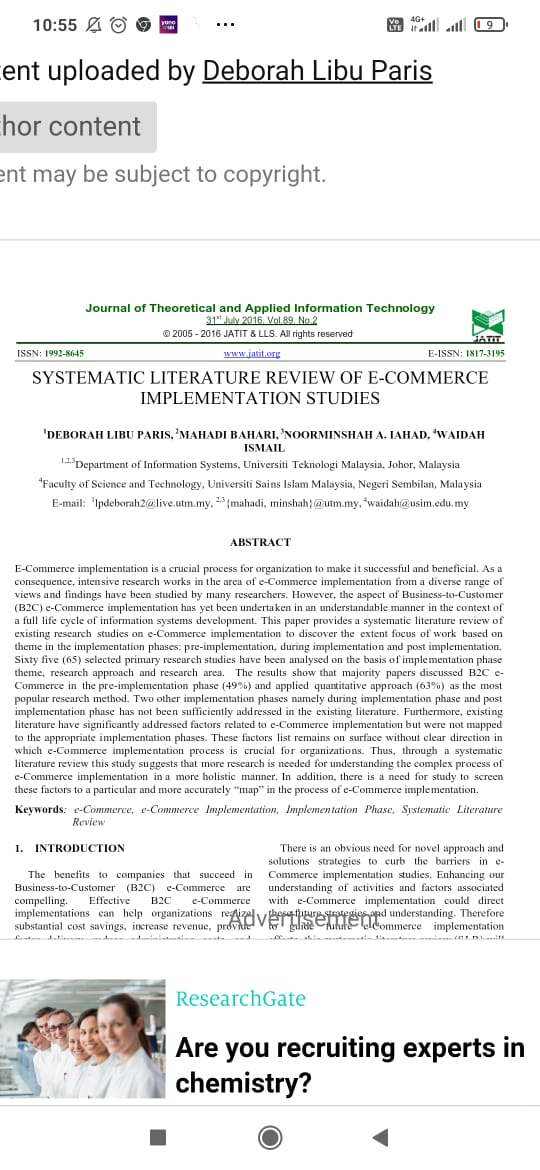 10:55
yono
SBI
...
Vo
LTE
4G+
9
ent uploaded by Deborah Libu Paris
hor content
ent may be subject to copyright.
Journal of Theoretical and Applied Information Technology
31st July 2016. Vol.89. No.2
© 2005 - 2016 JATIT & LLS. All rights reserved·
JATIT
ISSN: 1992-8645 www.jatit.org E-ISSN: 1817-3195
SYSTEMATIC LITERATURE REVIEW OF E-COMMERCE
IMPLEMENTATION STUDIES
1DEBORAH LIBU PARIS, 2MAHADI BAHARI, 3NOORMINSHAH A. IAHAD, 4WAIDAH
ISMAIL
1,2,3Department of Information Systems, Universiti Teknologi Malaysia, Johor, Malaysia
4Faculty of Science and Technology, Universiti Sains Islam Malaysia, Negeri Sembilan, Malaysia
E-mail: 1lpdeborah2@live.utm.my, 2,3{mahadi, minshah}@utm.my, 4waidah@usim.edu.my
ABSTRACT
E-Commerce implementation is a crucial process for organization to make it successful and beneficial. As a
consequence, intensive research works in the area of e-Commerce implementation from a diverse range of
views and findings have been studied by many researchers. However, the aspect of Business-to-Customer
(B2C) e-Commerce implementation has yet been undertaken in an understandable manner in the context of
a full life cycle of information systems development. This paper provides a systematic literature review of
existing research studies on e-Commerce implementation to discover the extent focus of work based on
theme in the implementation phases: pre-implementation, during implementation and post implementation.
Sixty five (65) selected primary research studies have been analysed on the basis of implementation phase
theme, research approach and research area. The results show that majority papers discussed B2C e-
Commerce in the pre-implementation phase (49%) and applied quantitative approach (63%) as the most
popular research method. Two other implementation phases namely during implementation phase and post
implementation phase has not been sufficiently addressed in the existing literature. Furthermore, existing
literature have significantly addressed factors related to e-Commerce implementation but were not mapped
to the appropriate implementation phases. These factors list remains on surface without clear direction in
which e-Commerce implementation process is crucial for organizations. Thus, through a systematic
literature review this study suggests that more research is needed for understanding the complex process of
e-Commerce implementation in a more holistic manner. In addition, there is a need for study to screen
these factors to a particular and more accurately “map” in the process of e-Commerce implementation.
Keywords: e-Commerce, e-Commerce Implementation, Implementation Phase, Systematic Literature
Review
1. INTRODUCTION
The benefits to companies that succeed in
Business-to-Customer (B2C) e-Commerce are
compelling. Effective B2C e-Commerce
implementations can help organizations realize
substantial cost savings, increase revenue, provide
There is an obvious need for novel approach and
solutions strategies to curb the barriers in e-
Commerce implementation studies. Enhancing our
understanding of activities and factors associated
with e-Commerce implementation could direct
these future strategies and understanding. Therefore
to guide future e-Commerce implementation
Advertisement
ResearchGate
Are you recruiting experts in
chemistry?